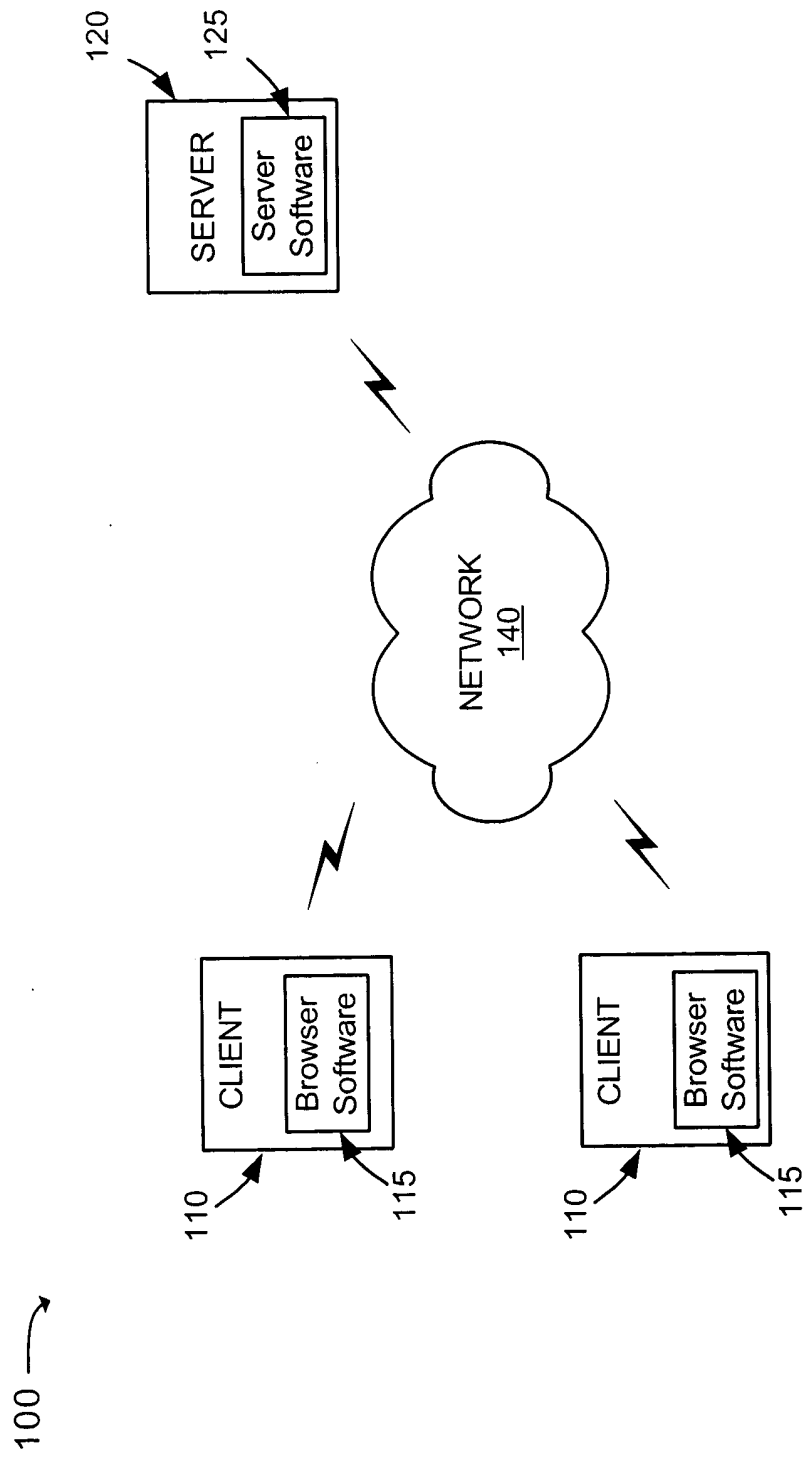 100
110
CLIENT
Browser
Software
115
110
CLIENT
Browser
Software
115
NETWORK
140
120
SERVER
Server
Software
125